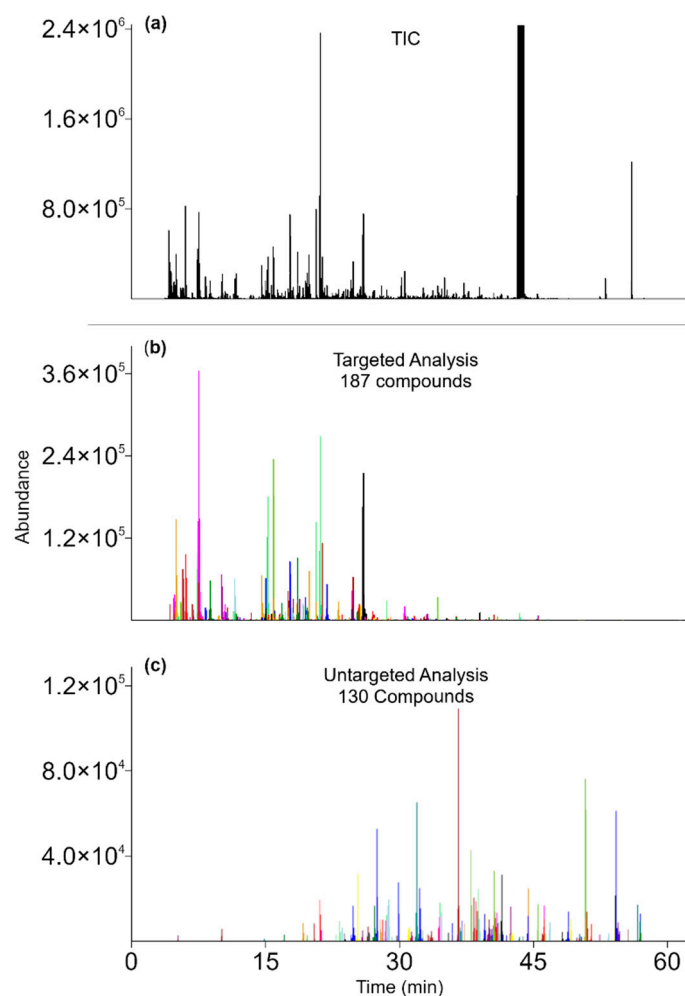 (a)
TIC
2.4×10⁶
1.6×10⁶
8.0×10⁵
(b)
Targeted Analysis
187 compounds
3.6×10⁵
2.4×10⁵
1.2×10⁵
Abundance
(c)
Untargeted Analysis
130 Compounds
1.2×10⁵
8.0×10⁴
4.0×10⁴
0 15 30 45 60
Time (min)